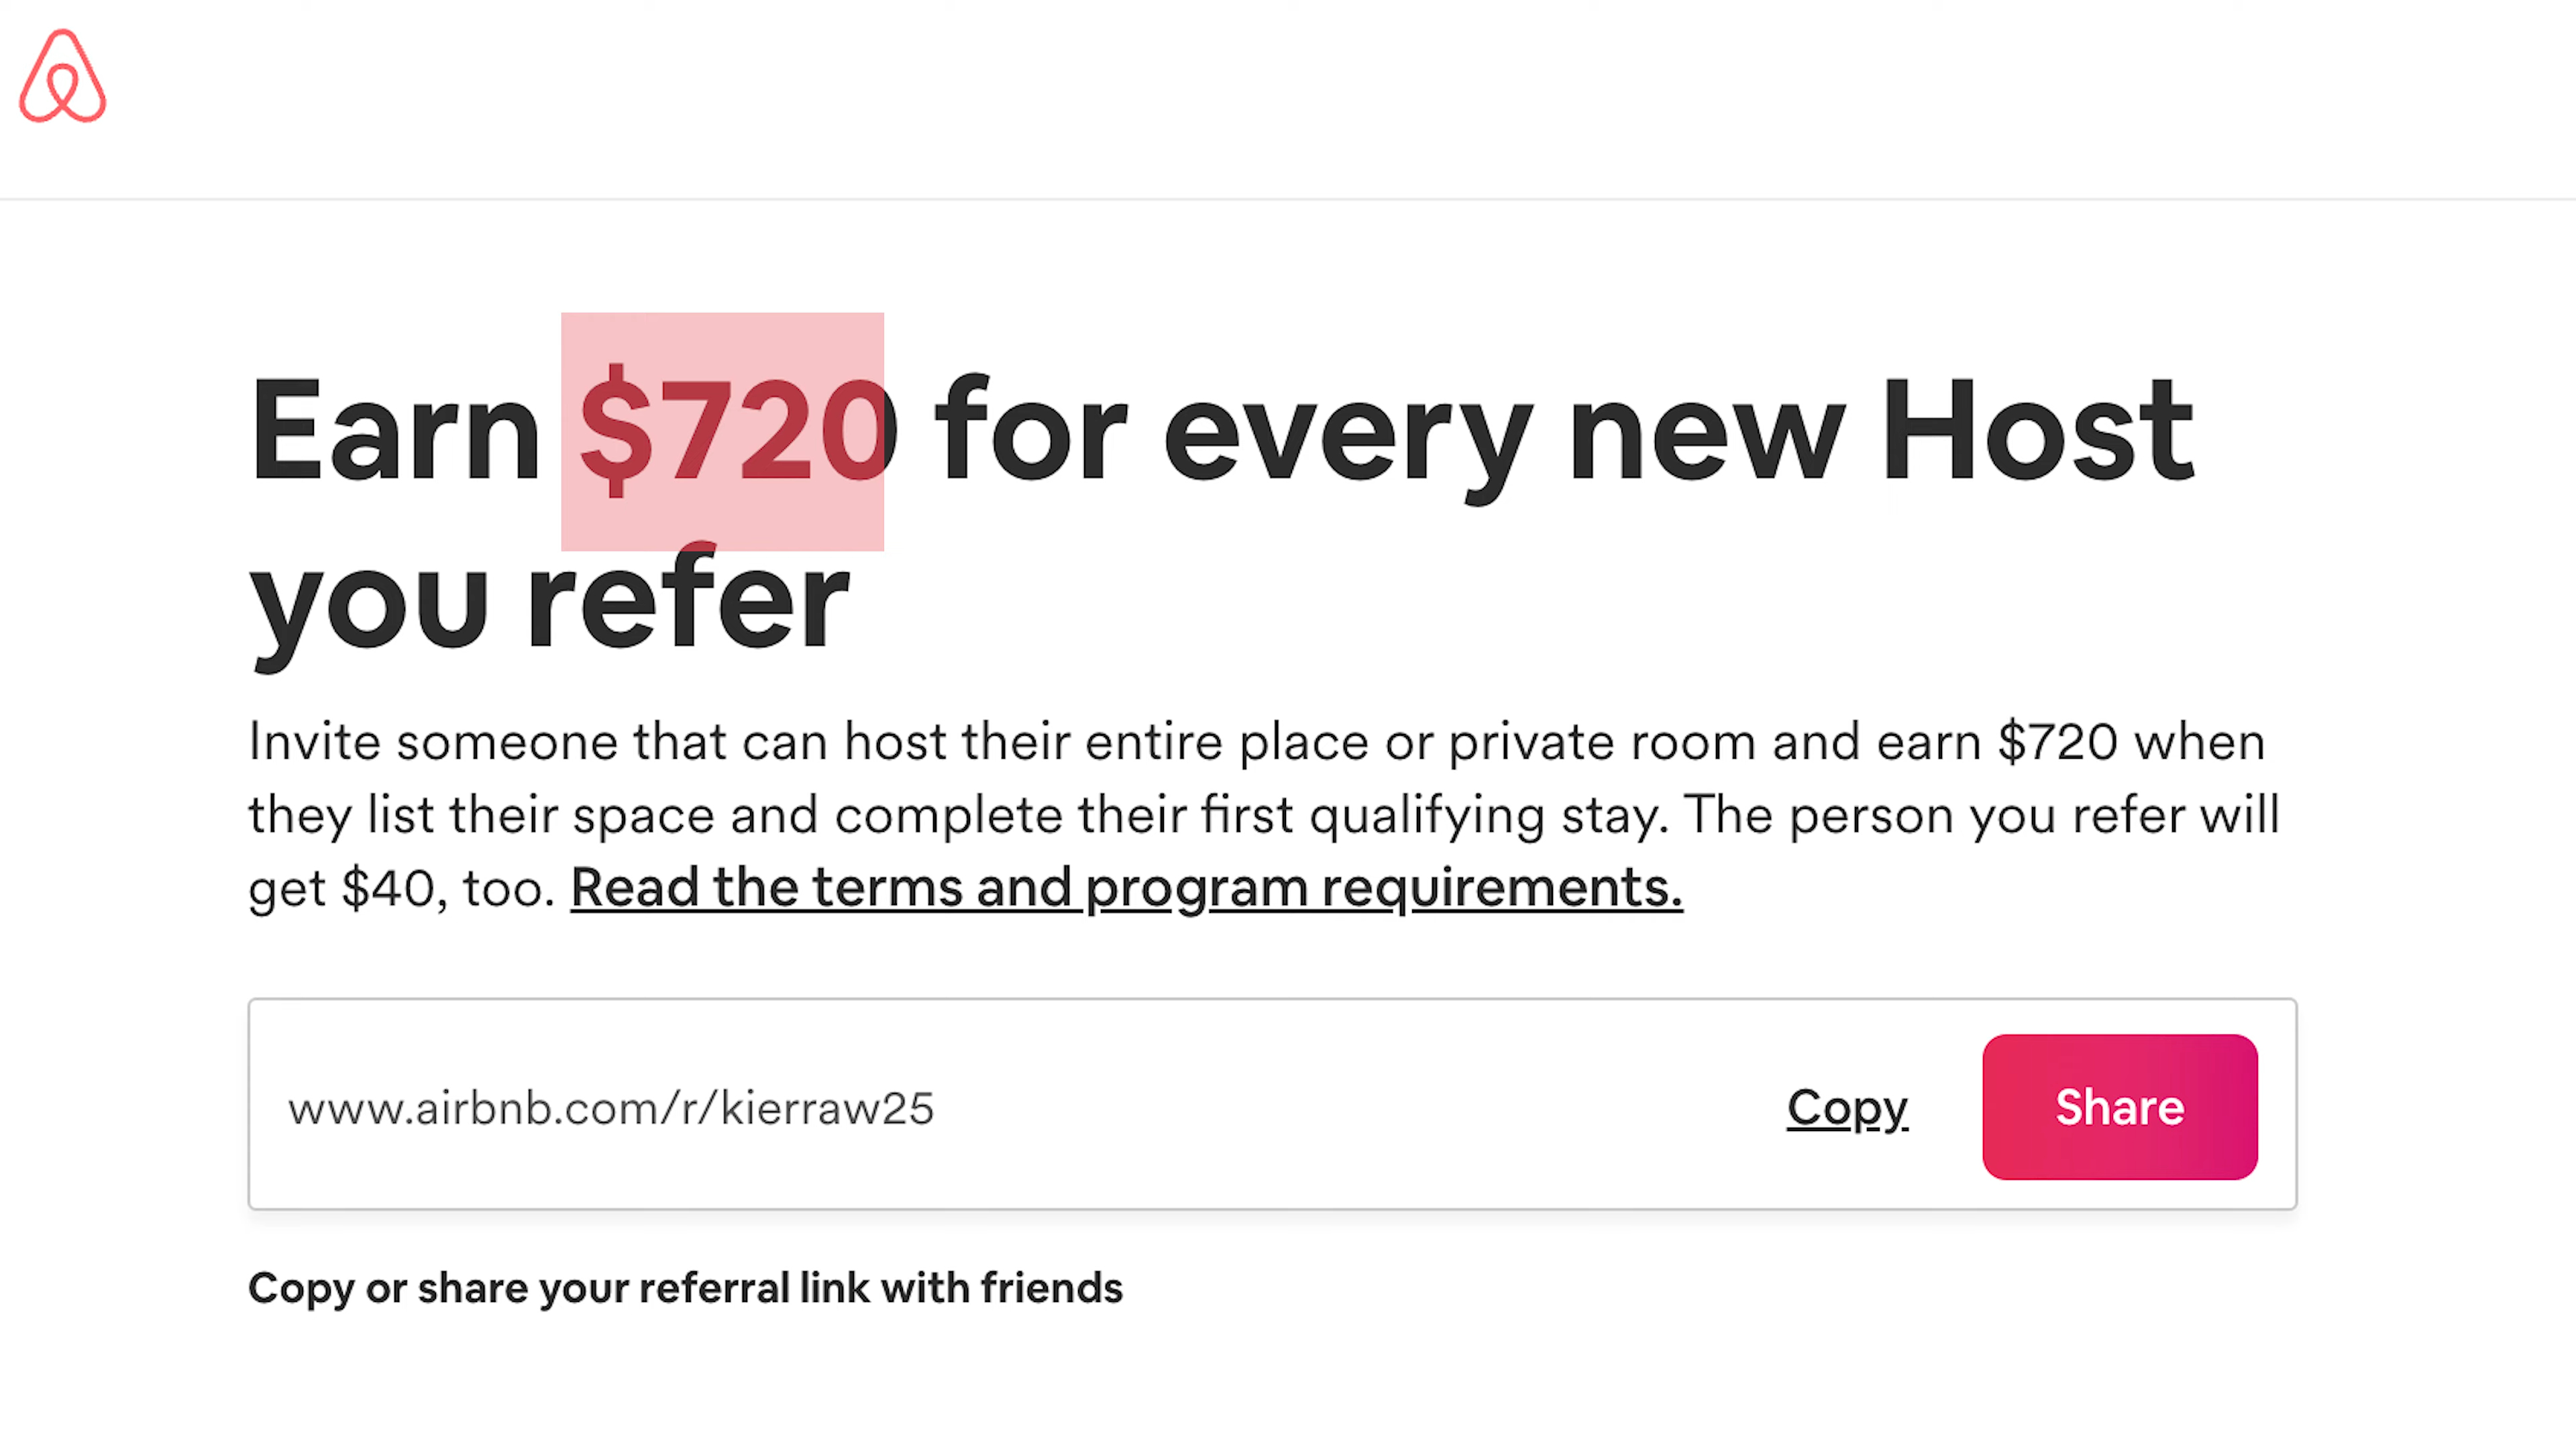 Earn $720 for every new Host
you refer
Invite someone that can host their entire place or private room and earn $720 when
they list their space and complete their first qualifying stay. The person you refer will
get $40, too. Read the terms and program requirements.
www.airbnb.com/r/kierraw25
Copy
Share
Copy or share your referral link with friends